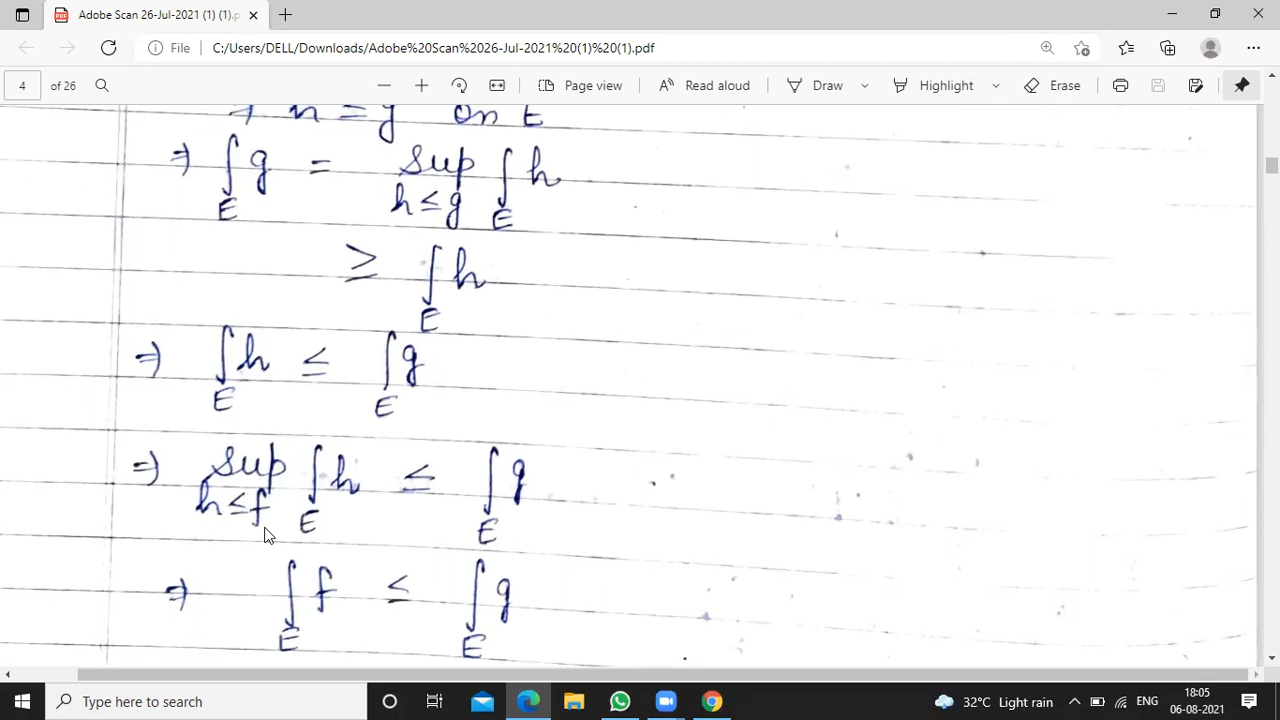 Adobe Scan 26-Jul-2021 (1) (1).p
File C:/Users/DELL/Downloads/Adobe%20Scan%2026-Jul-2021%20(1)%20(1).pdf
4 of 26 Page view Read aloud Draw Highlight Erase
h = g on E
⇒ ∫_E g = sup_{h≤g} ∫_E h
≥ ∫_E h
⇒ ∫_E h ≤ ∫_E g
⇒ sup_{h≤f} ∫_E h ≤ ∫_E g
⇒ ∫_E f ≤ ∫_E g
Type here to search 32°C Light rain ENG 18:05
06-08-2021